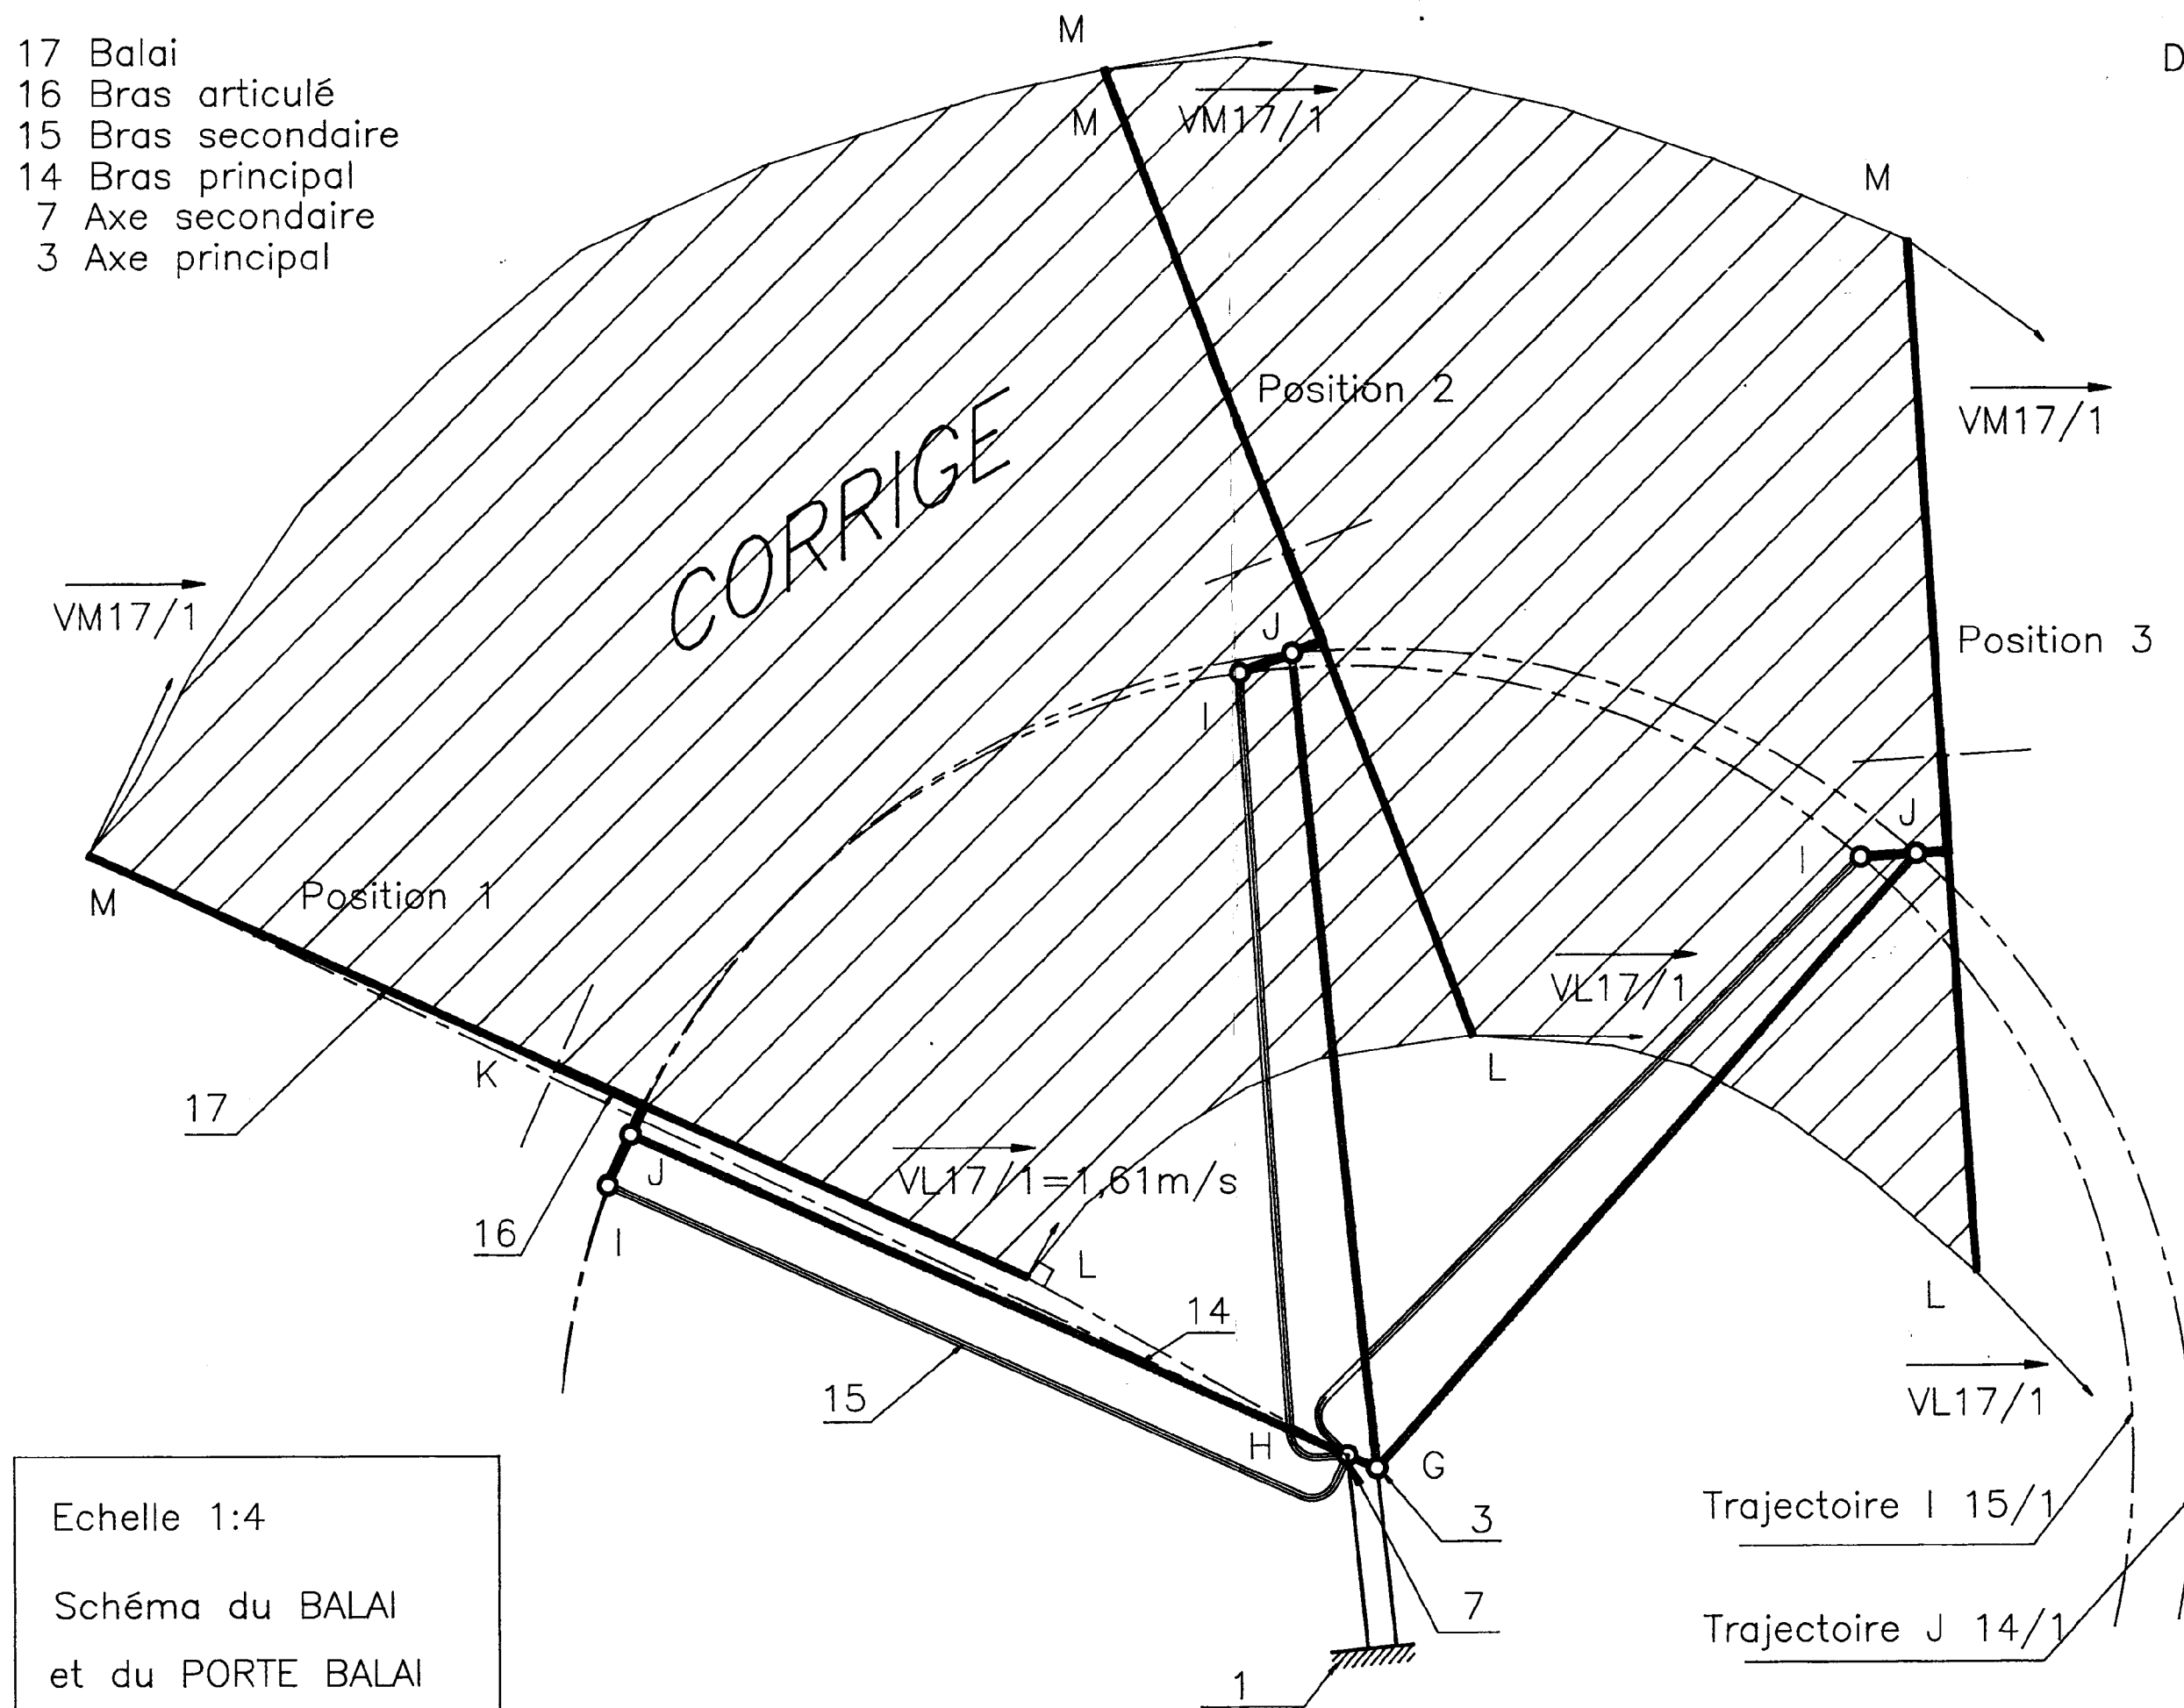 17 Balai
16 Bras articulé
15 Bras secondaire
14 Bras principal
7 Axe secondaire
3 Axe principal
D
M
M
VM17/1
M
VM17/1
Position 2
CORRIGE
VM17/1
Position 3
J
I
J
I
M
Position 1
VL17/1
K
L
17
VL17/1=1,61m/s
J
16
I
L
L
14
15
VL17/1
H
G
3
7
1
Trajectoire I 15/1
Trajectoire J 14/1
Echelle 1:4
Schéma du BALAI
et du PORTE BALAI